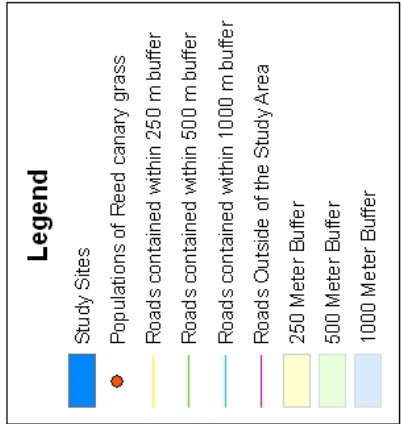 Legend
Study Sites
Populations of Reed canary grass
Roads contained within 250 m buffer
Roads contained within 500 m buffer
Roads contained within 1000 m buffer
Roads Outside of the Study Area
250 Meter Buffer
500 Meter Buffer
1000 Meter Buffer